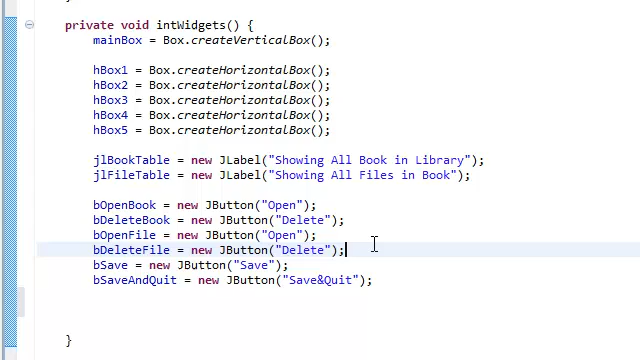 private void intWidgets() {
mainBox = Box.createVerticalBox();
hBox1 = Box.createHorizontalBox();
hBox2 = Box.createHorizontalBox();
hBox3 = Box.createHorizontalBox();
hBox4 = Box.createHorizontalBox();
hBox5 = Box.createHorizontalBox();
jlBookTable = new JLabel("Showing All Book in Library");
jlFileTable = new JLabel("Showing All Files in Book");
bOpenBook = new JButton("Open");
bDeleteBook = new JButton("Delete");
bOpenFile = new JButton("Open");
bDeleteFile = new JButton("Delete");
bSave = new JButton("Save");
bSaveAndQuit = new JButton("Save&Quit");
}